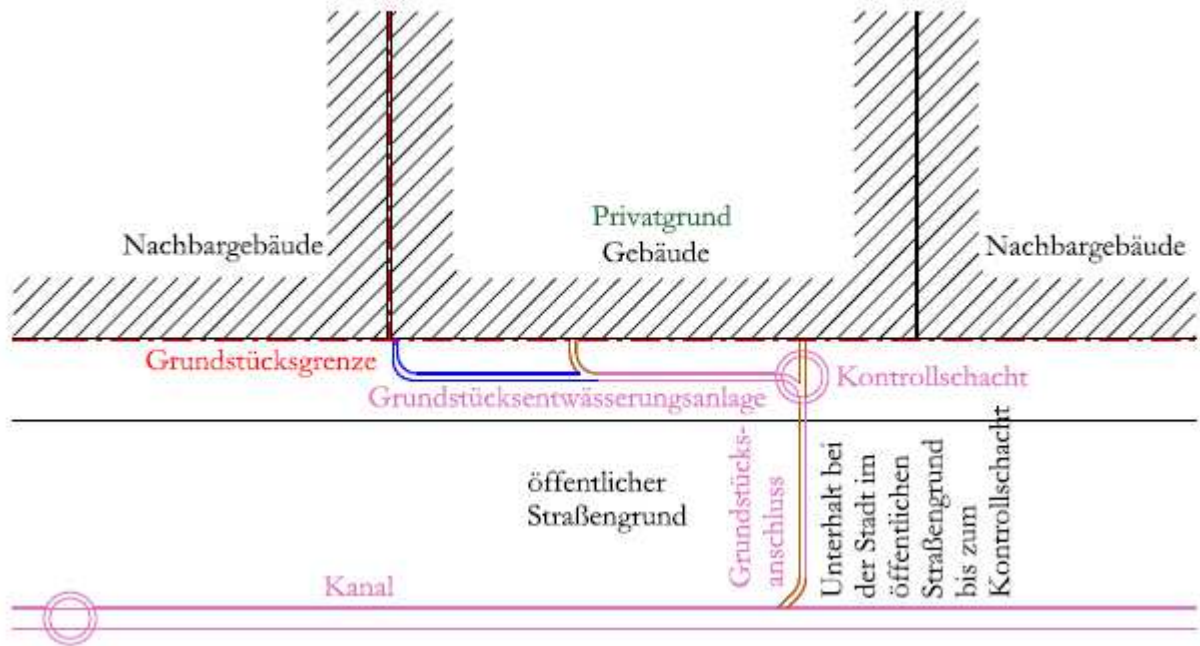 Nachbargebäude
Privatgrund
Gebäude
Nachbargebäude
Grundstücksgrenze
Kontrollschacht
Grundstücksentwässerungsanlage
öffentlicher
Straßengrund
Grundstücks-
anschluss
Unterhalt bei
der Stadt im
öffentlichen
Straßengrund
bis zum
Kontrollschacht
Kanal